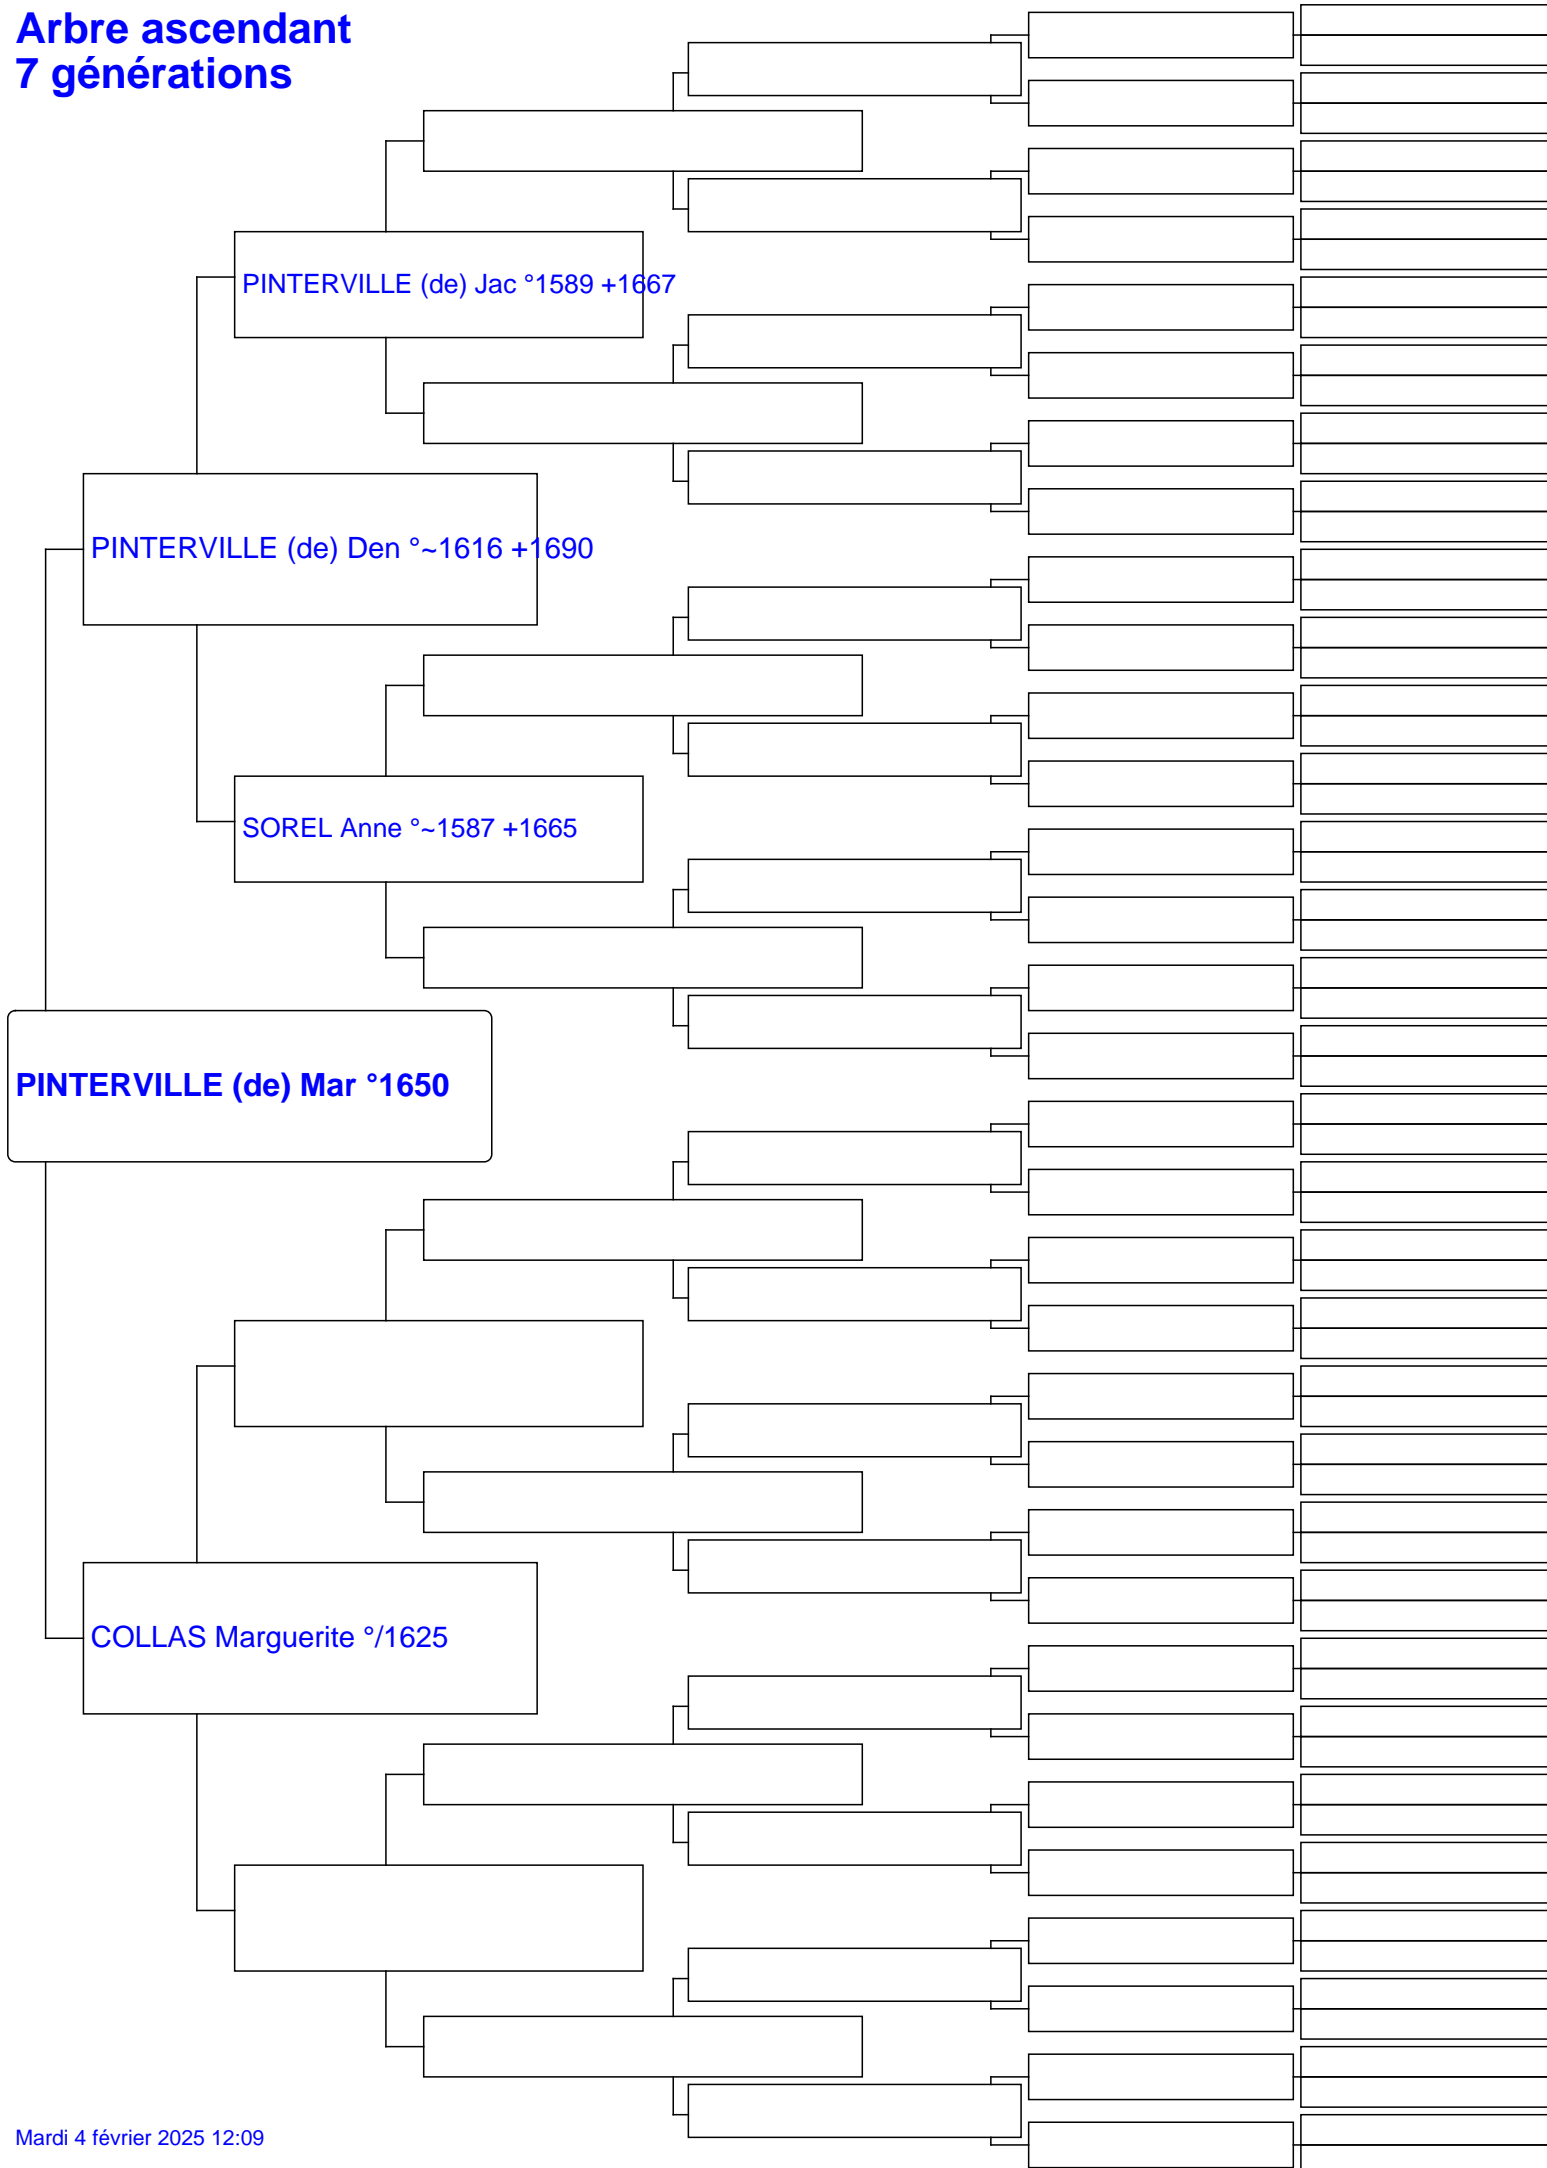 Arbre ascendant
7 générations
PINTERVILLE (de) Jac °1589 +1667
PINTERVILLE (de) Den °~1616 +1690
SOREL Anne °~1587 +1665
PINTERVILLE (de) Mar °1650
COLLAS Marguerite °/1625
Mardi 4 février 2025 12:09